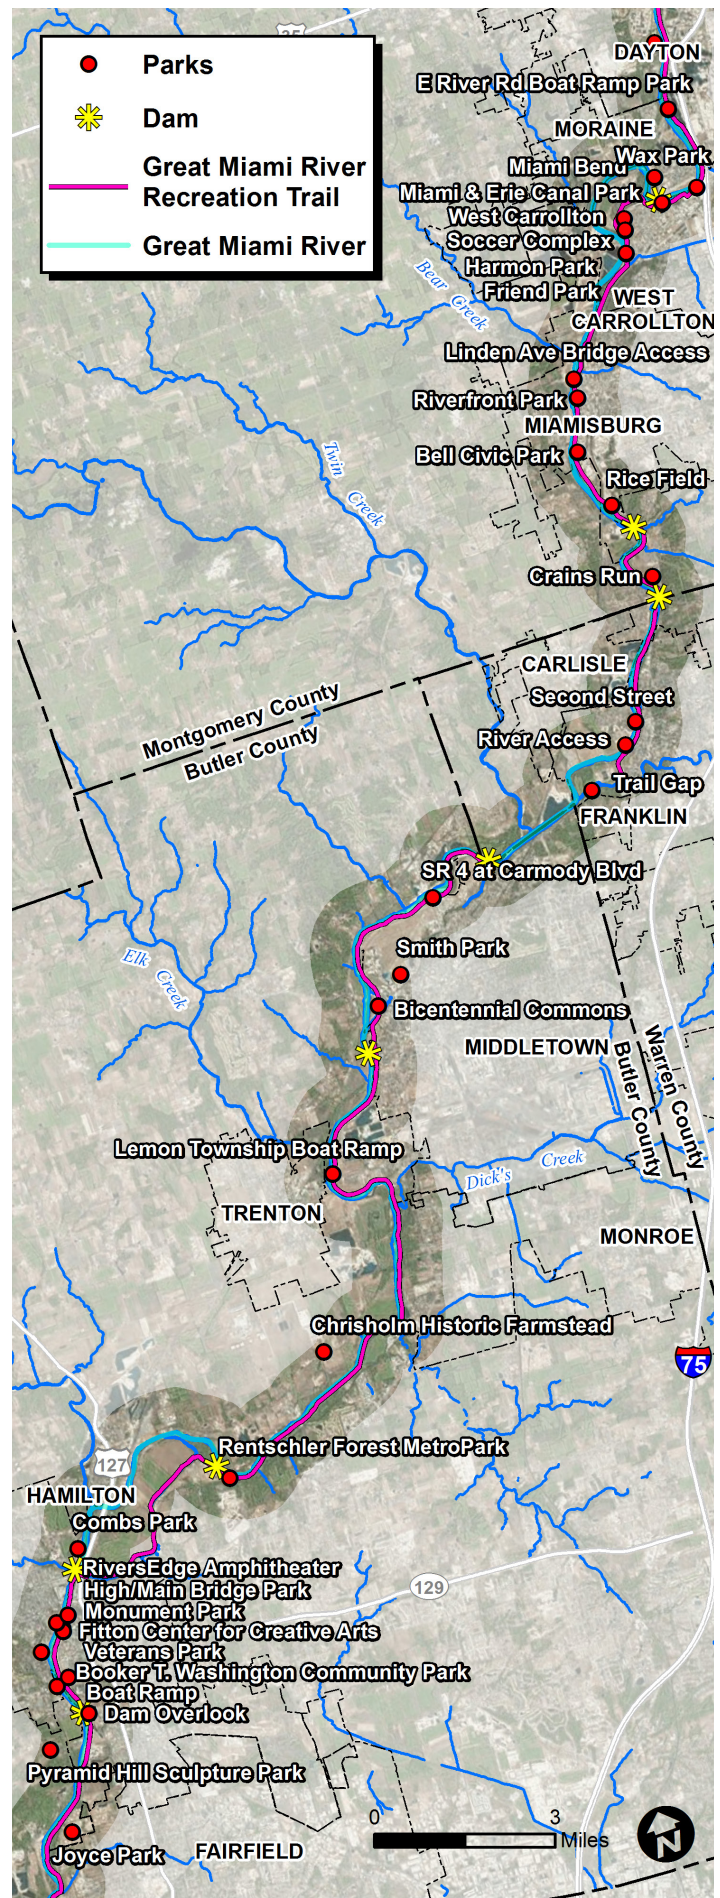 35
Parks
Dam
Great Miami River
Recreation Trail
Great Miami River
DAYTON
E River Rd Boat Ramp Park
MORAINE
Wax Park
Miami Bend
Miami & Erie Canal Park
West Carrollton
Soccer Complex
Harmon Park
Friend Park
Bear Creek
WEST
CARROLLTON
Linden Ave Bridge Access
Riverfront Park
MIAMISBURG
Bell Civic Park
Twin Creek
Rice Field
Crains Run
CARLISLE
Second Street
Montgomery County
Butler County
River Access
Trail Gap
FRANKLIN
SR 4 at Carmody Blvd
Smith Park
Elk Creek
Bicentennial Commons
MIDDLETOWN
Warren County
Butler County
Lemon Township Boat Ramp
Dick's Creek
TRENTON
MONROE
Chrisholm Historic Farmstead
75
Rentschler Forest MetroPark
127
HAMILTON
Combs Park
RiversEdge Amphitheater
129
High/Main Bridge Park
Monument Park
Fitton Center for Creative Arts
Veterans Park
Booker T. Washington Community Park
Boat Ramp
Dam Overlook
Pyramid Hill Sculpture Park
0 3
Miles
N
Joyce Park
FAIRFIELD